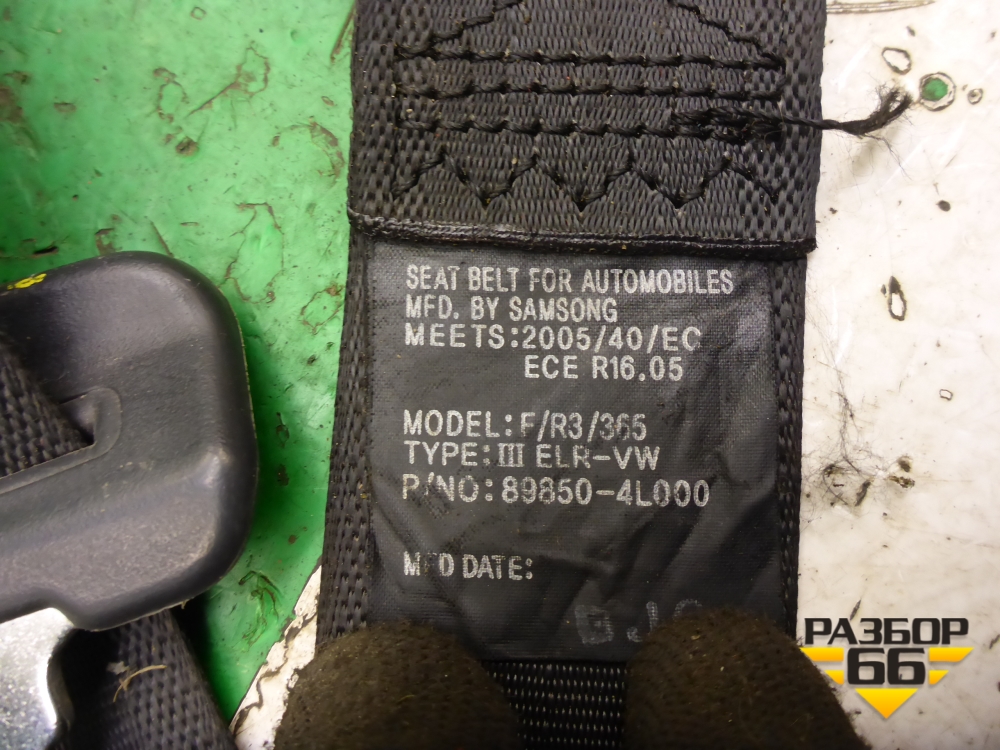 SEAT BELT FOR AUTOMOBILES
MFD. BY SAMSONG
MEETS:2005/40/EC
ECE R16.05
MODEL:F/R3/365
TYPE:III ELR-VW
P/NO:89850-4L000
MFD DATE:
РАЗБОР
66